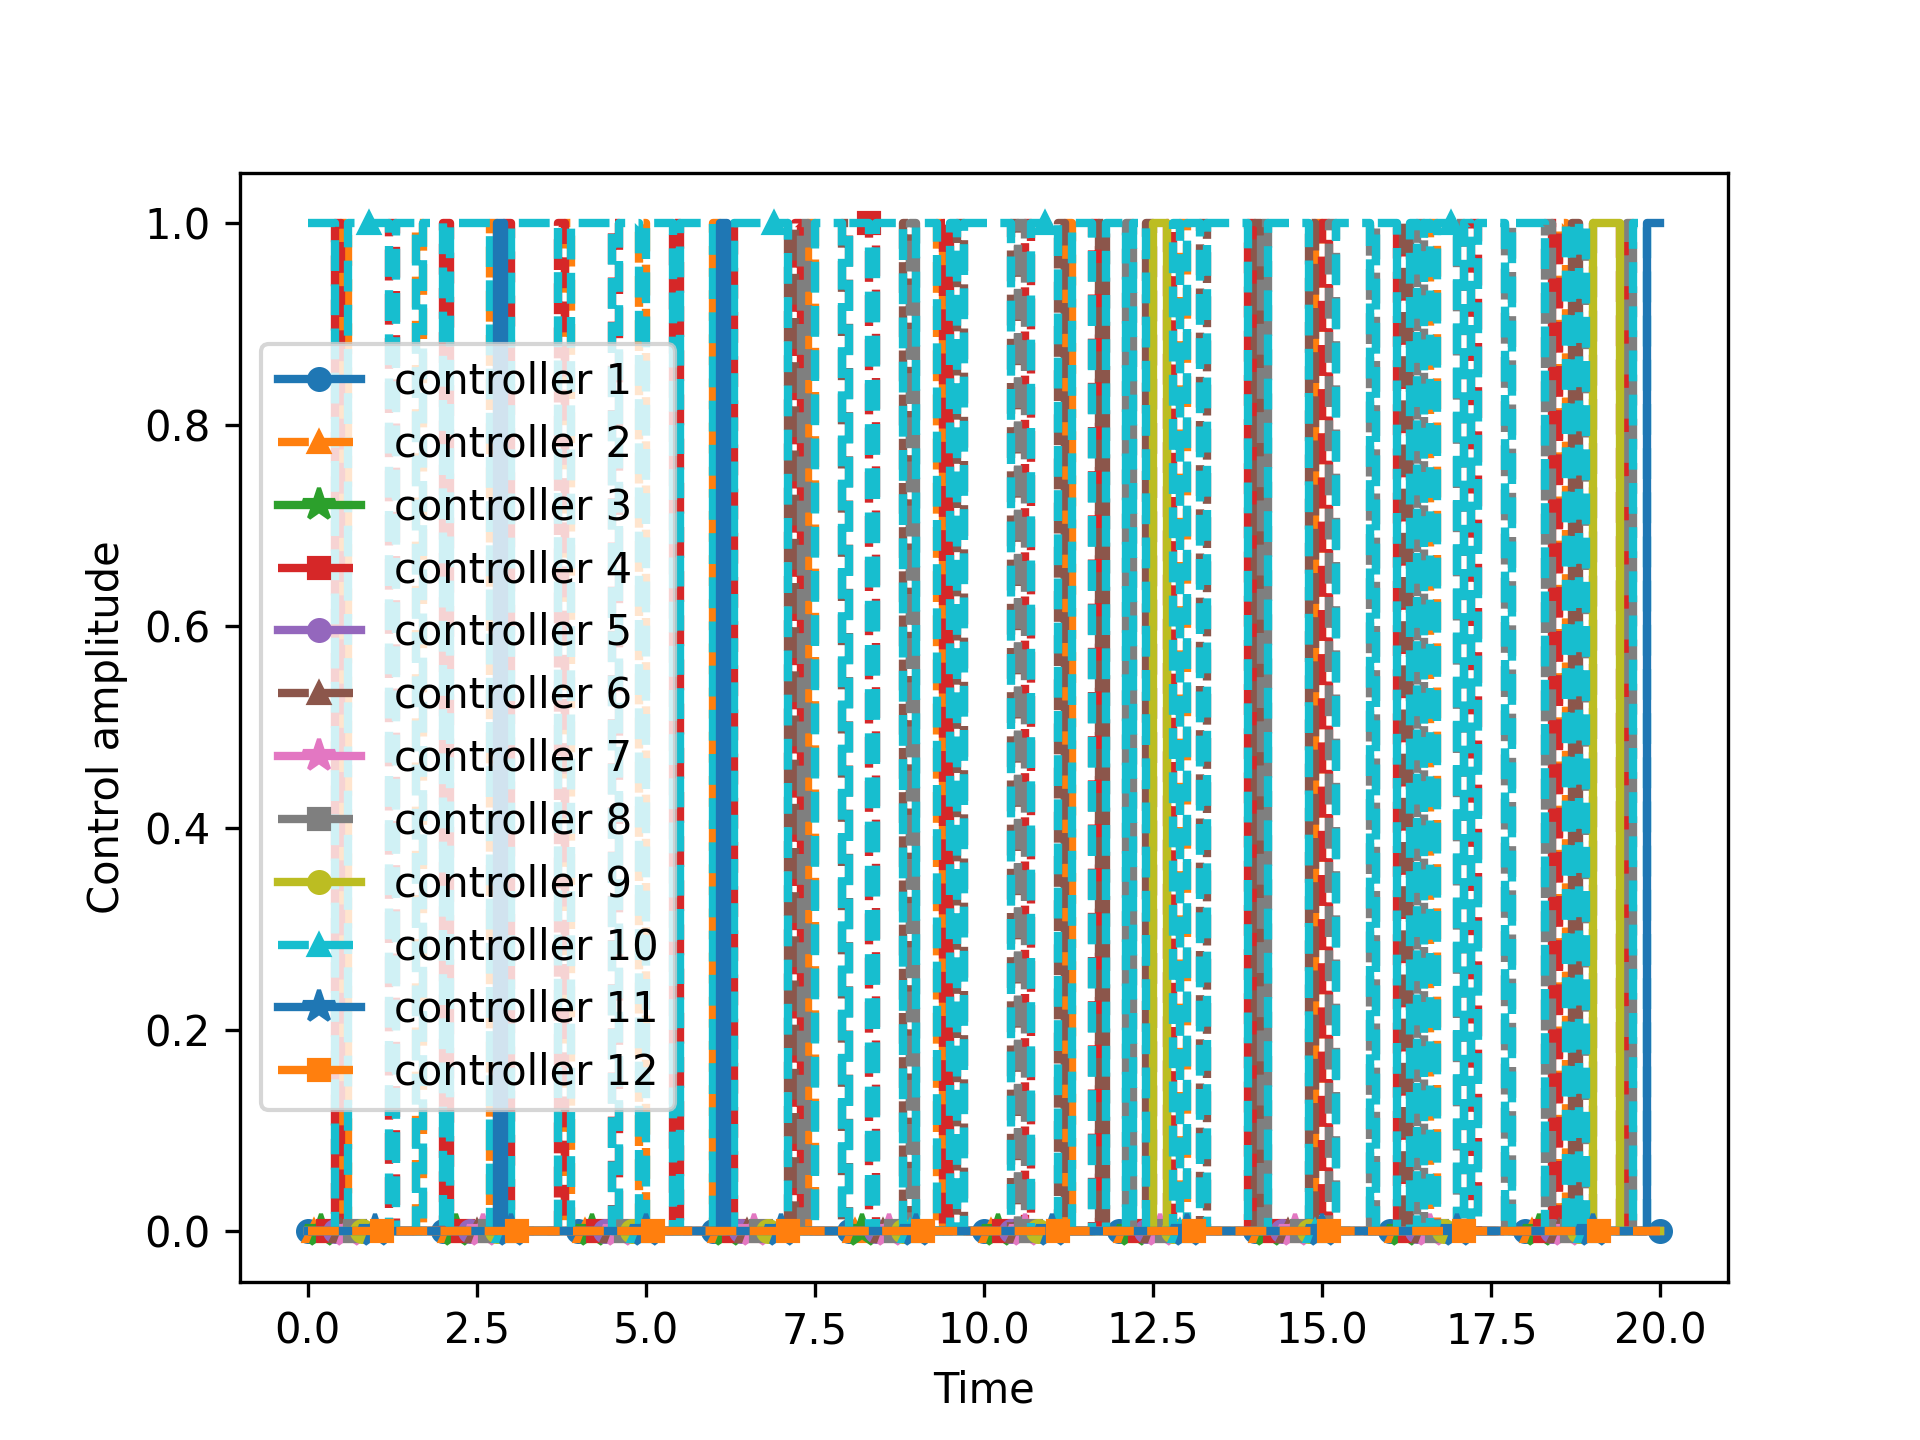 1.0
0.8
0.6
0.4
0.2
0.0
Control amplitude
controller 1
controller 2
controller 3
controller 4
controller 5
controller 6
controller 7
controller 8
controller 9
controller 10
controller 11
controller 12
0.0 2.5 5.0 7.5 10.0 12.5 15.0 17.5 20.0
Time